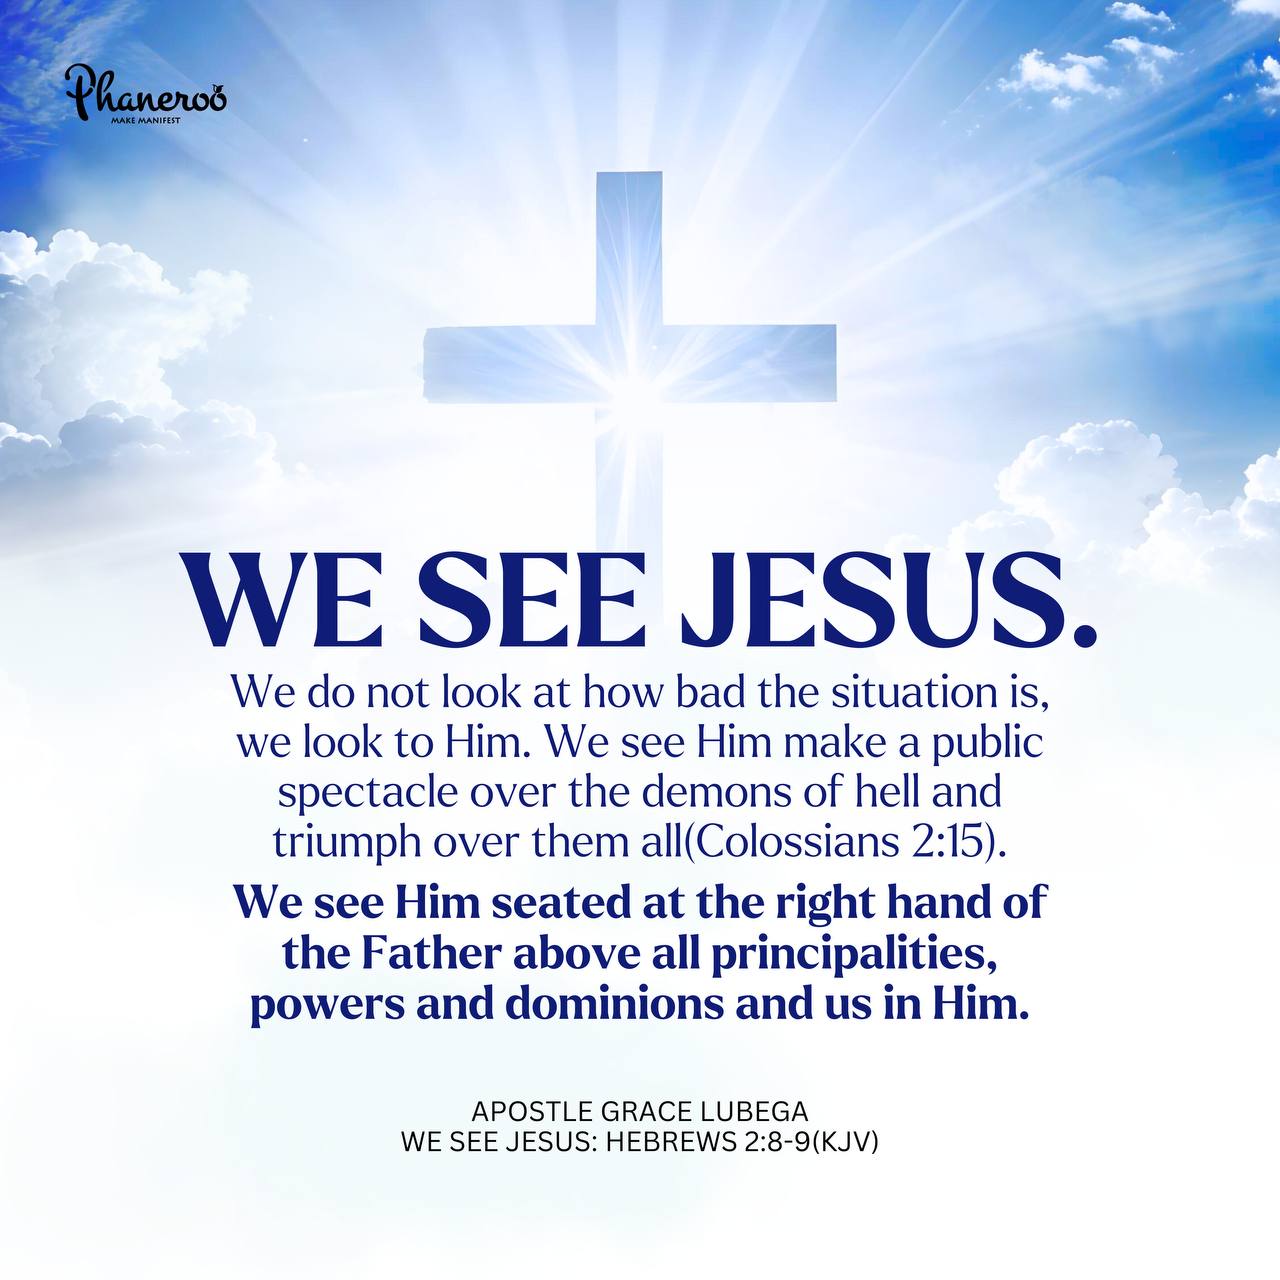 Phaneroo
MAKE MANIFEST
WE SEE JESUS.
We do not look at how bad the situation is,
we look to Him. We see Him make a public
spectacle over the demons of hell and
triumph over them all(Colossians 2:15).
We see Him seated at the right hand of
the Father above all principalities,
powers and dominions and us in Him.
APOSTLE GRACE LUBEGA
WE SEE JESUS: HEBREWS 2:8-9(KJV)